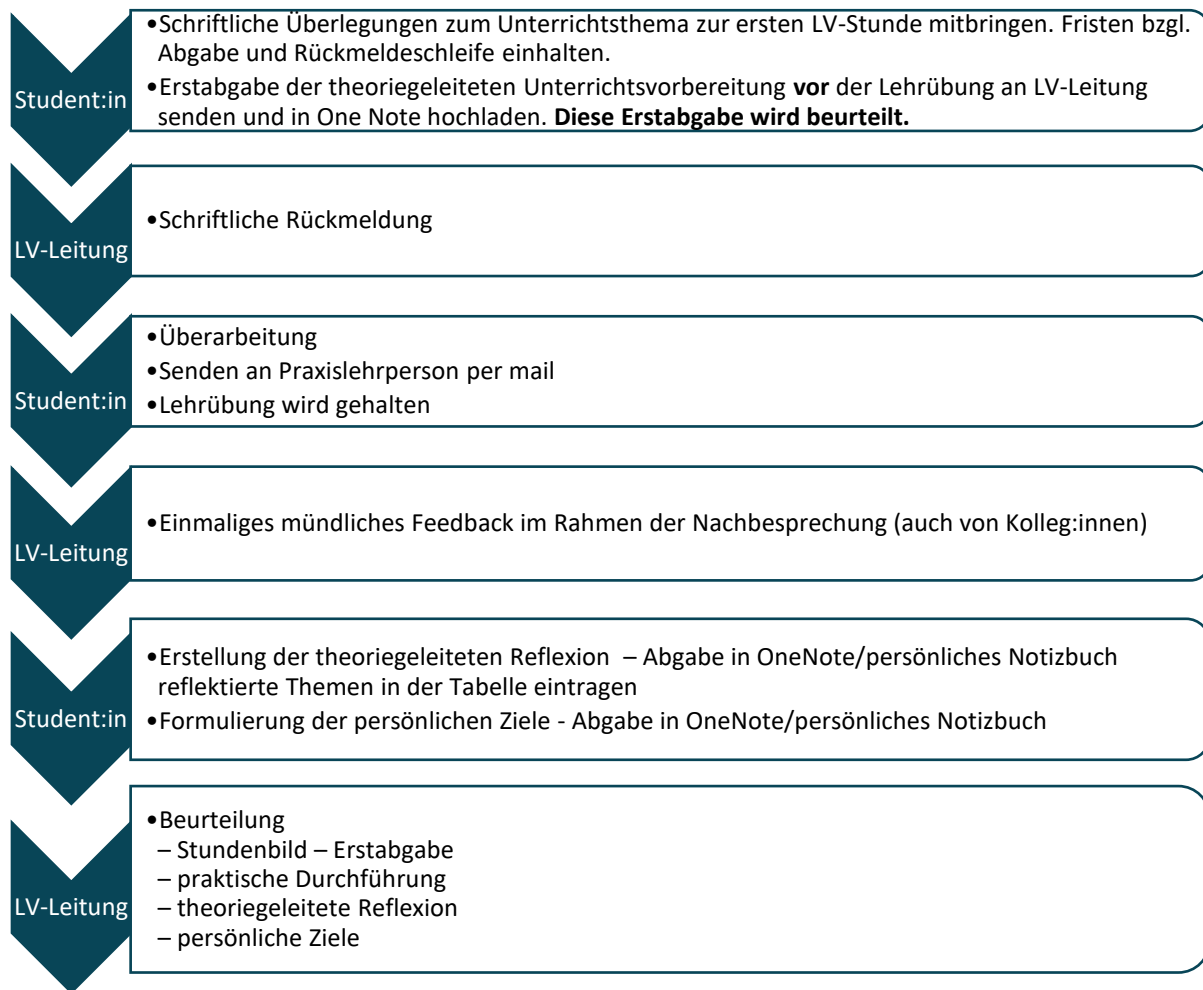 •Schriftliche Überlegungen zum Unterrichtsthema zur ersten LV-Stunde mitbringen. Fristen bzgl.
Abgabe und Rückmeldeschleife einhalten.
Student:in
•Erstabgabe der theoriegeleiteten Unterrichtsvorbereitung vor der Lehrübung an LV-Leitung
senden und in One Note hochladen. Diese Erstabgabe wird beurteilt.
LV-Leitung
•Schriftliche Rückmeldung
Student:in
•Überarbeitung
•Senden an Praxislehrperson per mail
•Lehrübung wird gehalten
LV-Leitung
•Einmaliges mündliches Feedback im Rahmen der Nachbesprechung (auch von Kolleg:innen)
Student:in
•Erstellung der theoriegeleiteten Reflexion – Abgabe in OneNote/persönliches Notizbuch
reflektierte Themen in der Tabelle eintragen
•Formulierung der persönlichen Ziele - Abgabe in OneNote/persönliches Notizbuch
LV-Leitung
•Beurteilung
– Stundenbild – Erstabgabe
– praktische Durchführung
– theoriegeleitete Reflexion
– persönliche Ziele